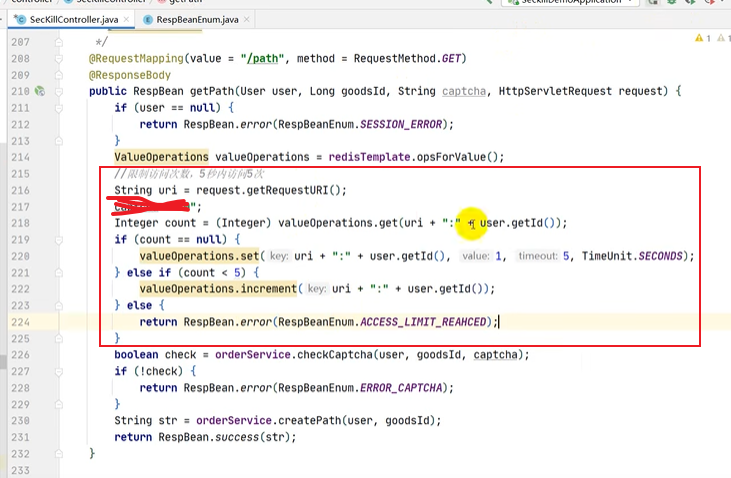 controller SecKillController getPath SeckillDemoApplication
SecKillController.java × RespBeanEnum.java ×
207 */ 1 1
208 @RequestMapping(value = "/path", method = RequestMethod.GET)
209 @ResponseBody
210 public RespBean getPath(User user, Long goodsId, String captcha, HttpServletRequest request) {
211 if (user == null) {
212 return RespBean.error(RespBeanEnum.SESSION_ERROR);
213 }
214 ValueOperations valueOperations = redisTemplate.opsForValue();
215 //限制访问次数，5秒内访问5次
216 String uri = request.getRequestURI();
217 ";
218 Integer count = (Integer) valueOperations.get(uri + ":" + user.getId());
219 if (count == null) {
220 valueOperations.set( key: uri + ":" + user.getId(), value: 1, timeout: 5, TimeUnit.SECONDS);
221 } else if (count < 5) {
222 valueOperations.increment( key: uri + ":" + user.getId());
223 } else {
224 return RespBean.error(RespBeanEnum.ACCESS_LIMIT_REAHCED);
225 }
226 boolean check = orderService.checkCaptcha(user, goodsId, captcha);
227 if (!check) {
228 return RespBean.error(RespBeanEnum.ERROR_CAPTCHA);
229 }
230 String str = orderService.createPath(user, goodsId);
231 return RespBean.success(str);
232 }
233